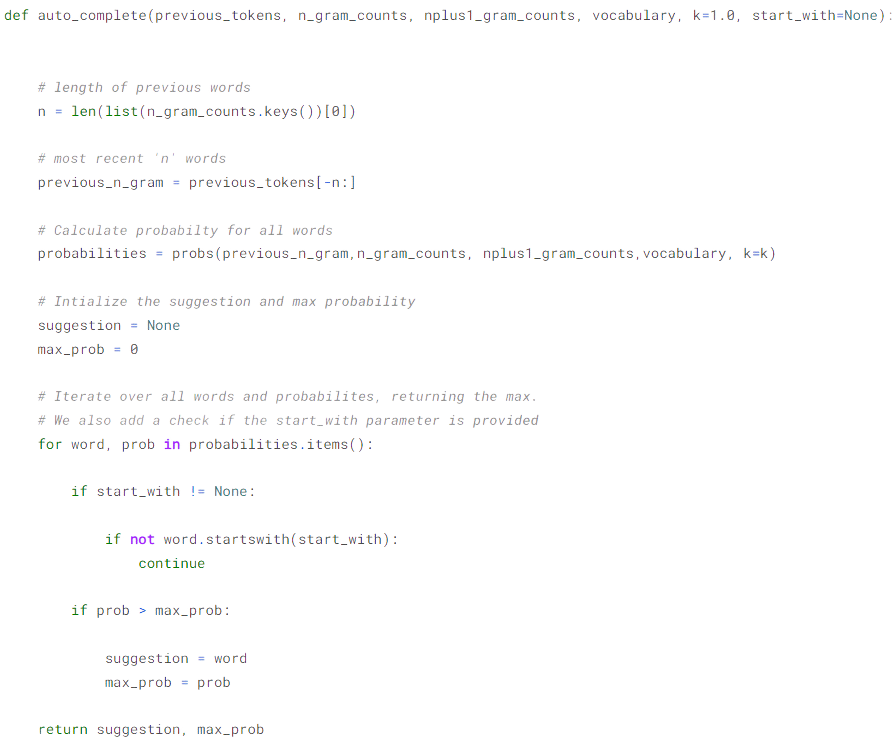 def auto_complete(previous_tokens, n_gram_counts, nplus1_gram_counts, vocabulary, k=1.0, start_with=None):
# length of previous words
n = len(list(n_gram_counts.keys())[0])
# most recent 'n' words
previous_n_gram = previous_tokens[-n:]
# Calculate probabilty for all words
probabilities = probs(previous_n_gram,n_gram_counts, nplus1_gram_counts,vocabulary, k=k)
# Intialize the suggestion and max probability
suggestion = None
max_prob = 0
# Iterate over all words and probabilites, returning the max.
# We also add a check if the start_with parameter is provided
for word, prob in probabilities.items():
if start_with != None:
if not word.startswith(start_with):
continue
if prob > max_prob:
suggestion = word
max_prob = prob
return suggestion, max_prob